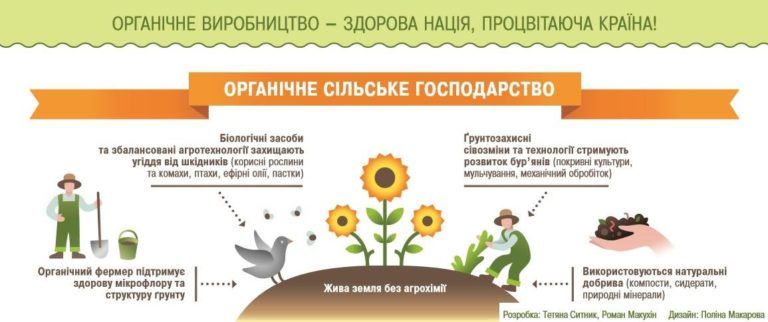 ОРГАНІЧНЕ ВИРОБНИЦТВО – ЗДОРОВА НАЦІЯ, ПРОЦВІТАЮЧА КРАЇНА!
ОРГАНІЧНЕ СІЛЬСЬКЕ ГОСПОДАРСТВО
Біологічні засоби
та збалансовані агротехнології захищають
угіддя від шкідників (корисні рослини
та комахи, птахи, ефірні олії, пастки)
Ґрунтозахисні
сівозміни та технології стримують
розвиток бур’янів (покривні культури,
мульчування, механічний обробіток)
Органічний фермер підтримує
здорову мікрофлору та
структуру ґрунту
Жива земля без агрохімії
Використовуються натуральні
добрива (компости, сидерати,
природні мінерали)
Розробка: Тетяна Ситник, Роман Макухін Дизайн: Поліна Макарова